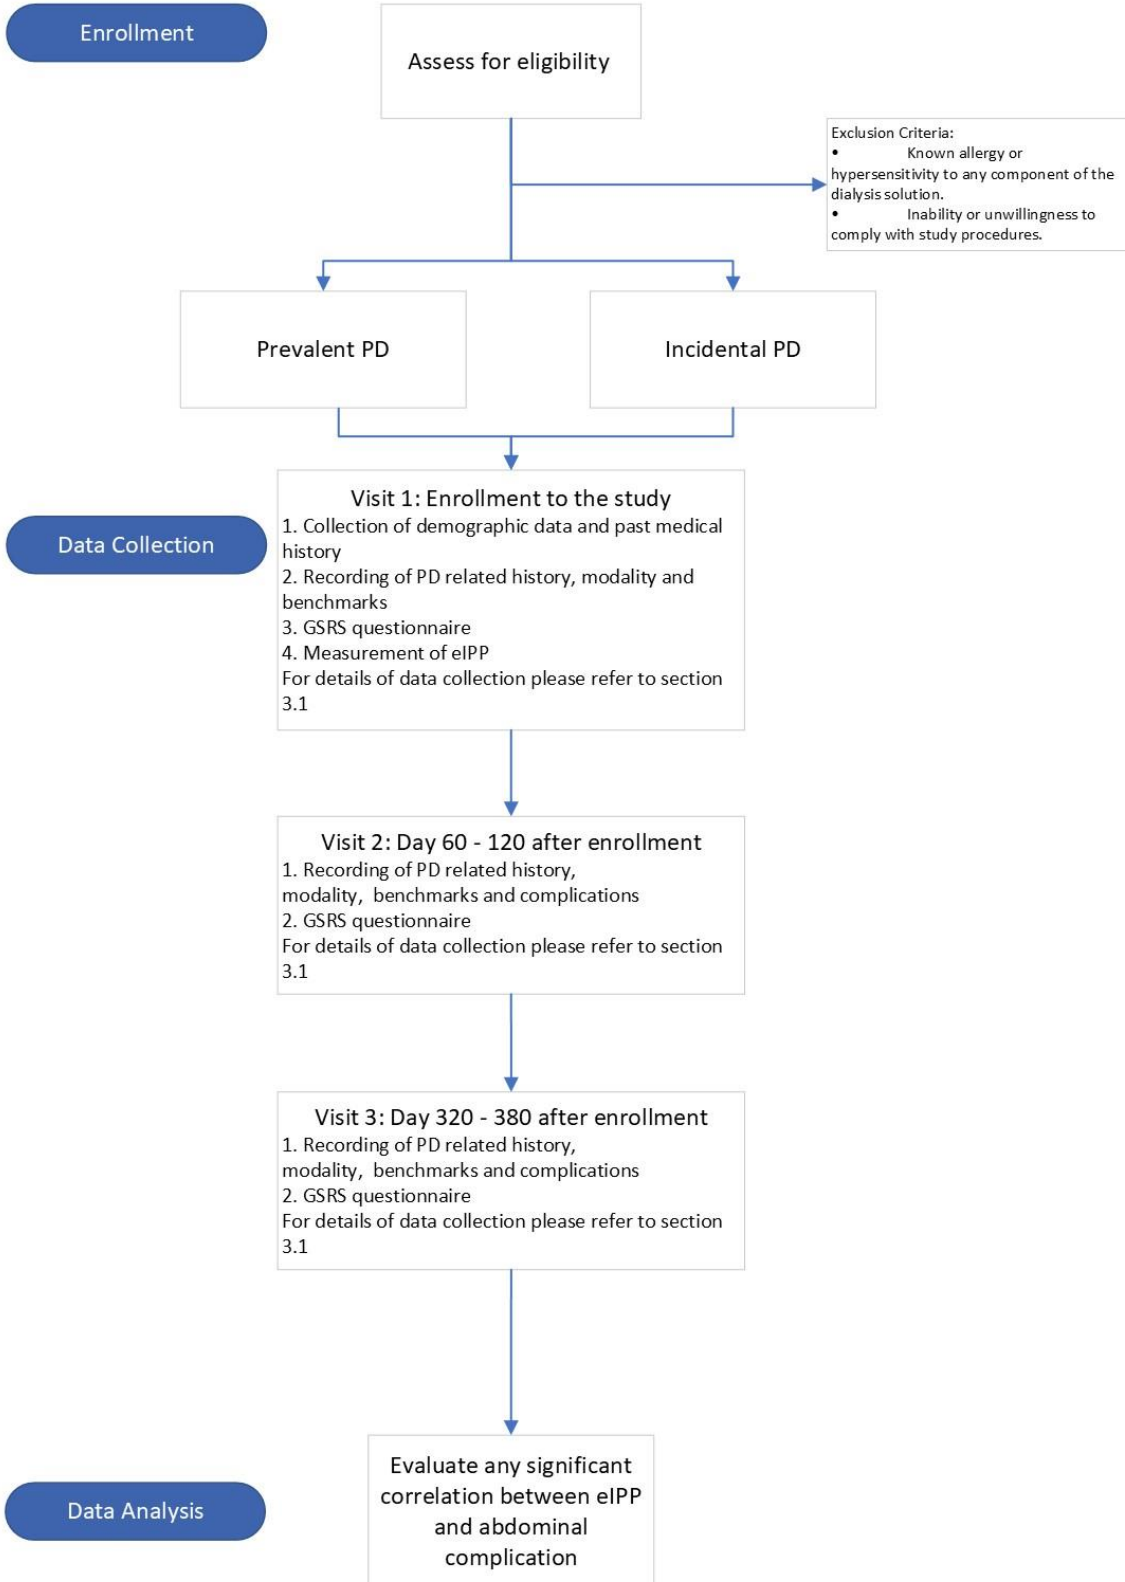 Enrollment
Assess for eligibility
Exclusion Criteria:
• Known allergy or
hypersensitivity to any component of the
dialysis solution.
• Inability or unwillingness to
comply with study procedures.
Prevalent PD
Incidental PD
Data Collection
Visit 1: Enrollment to the study
1. Collection of demographic data and past medical
history
2. Recording of PD related history, modality and
benchmarks
3. GSRS questionnaire
4. Measurement of eIPP
For details of data collection please refer to section
3.1
Visit 2: Day 60 - 120 after enrollment
1. Recording of PD related history,
modality, benchmarks and complications
2. GSRS questionnaire
For details of data collection please refer to section
3.1
Visit 3: Day 320 - 380 after enrollment
1. Recording of PD related history,
modality, benchmarks and complications
2. GSRS questionnaire
For details of data collection please refer to section
3.1
Data Analysis
Evaluate any significant
correlation between eIPP
and abdominal
complication